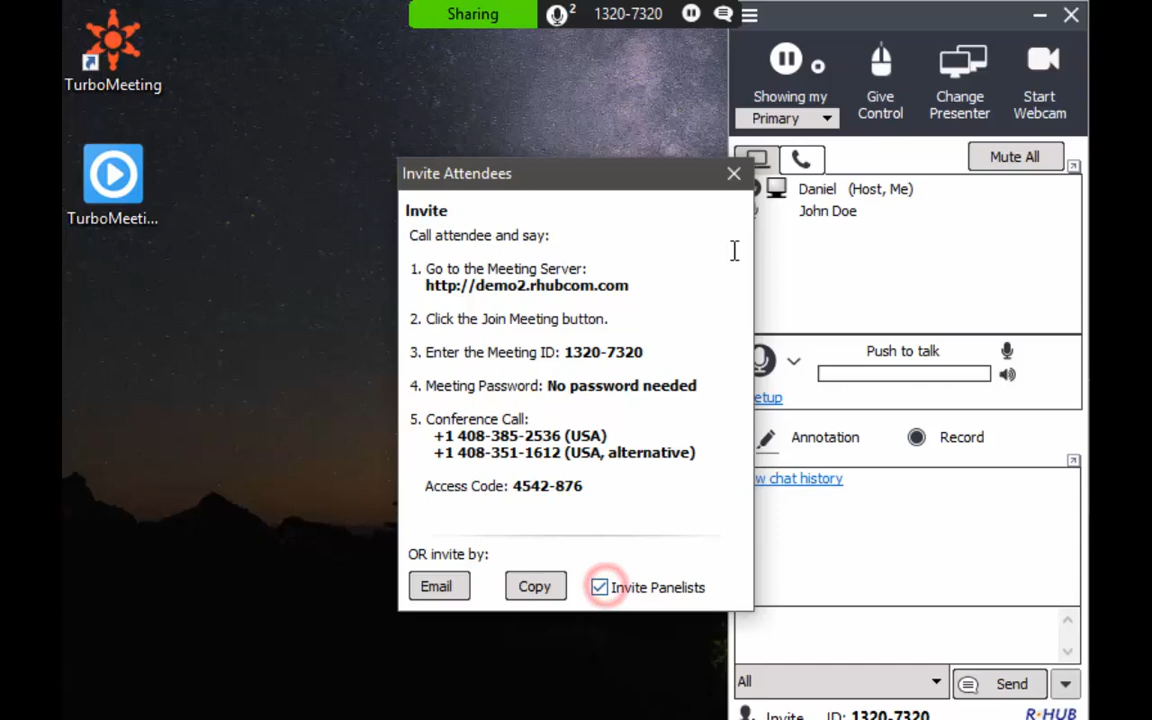 Sharing
2
1320-7320
TurboMeeting
TurboMeeti...
Showing my
Primary
Give
Control
Change
Presenter
Start
Webcam
Mute All
Daniel (Host, Me)
John Doe
Invite Attendees
Invite
Call attendee and say:
1. Go to the Meeting Server:
http://demo2.rhubcom.com
2. Click the Join Meeting button.
3. Enter the Meeting ID: 1320-7320
4. Meeting Password: No password needed
5. Conference Call:
+1 408-385-2536 (USA)
+1 408-351-1612 (USA, alternative)
Access Code: 4542-876
OR invite by:
Email
Copy
Invite Panelists
Push to talk
etup
Annotation
Record
w chat history
All
Send
Invite ID: 1320-7320
R-HUB